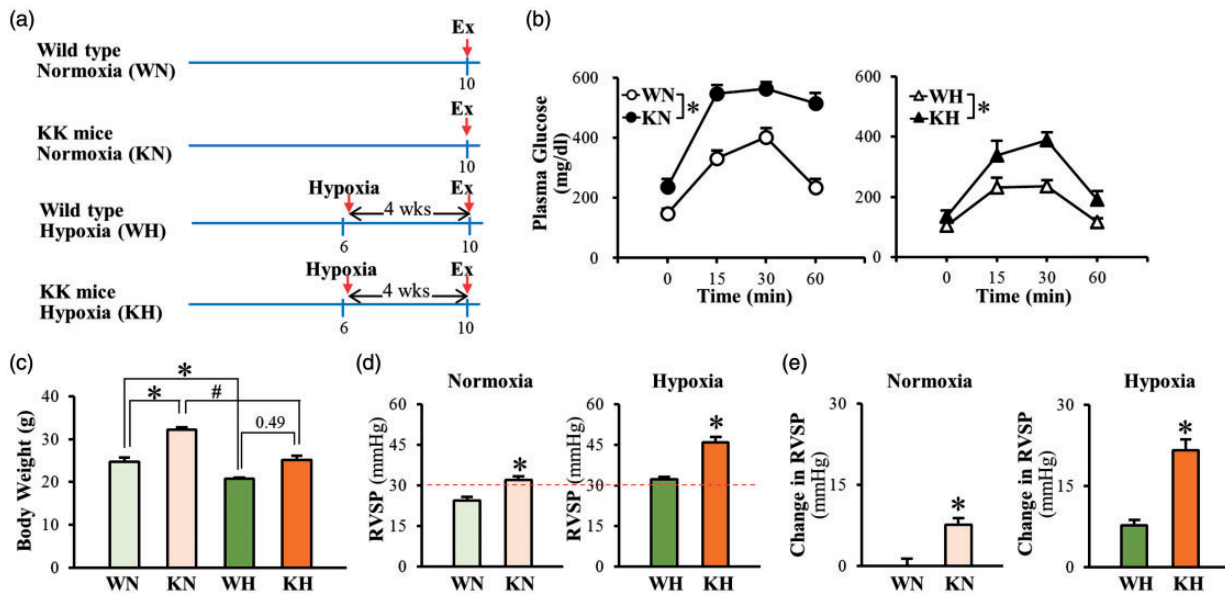 (a)
Ex
Wild type
Normoxia (WN)
10
Ex
KK mice
Normoxia (KN)
10
Hypoxia
Ex
Wild type
Hypoxia (WH)
4 wks
6
10
Hypoxia
Ex
KK mice
Hypoxia (KH)
4 wks
6
10
(b)
Plasma Glucose
(mg/dl)
600
400
200
0
WN
KN
*
0 15 30 60
Time (min)
600
400
200
0
WH
KH
*
0 15 30 60
Time (min)
(c)
Body Weight (g)
40
30
20
10
0
*
*
#
0.49
WN KN WH KH
(d)
Normoxia
RVSP (mmHg)
60
45
30
15
0
*
WN KN
Hypoxia
RVSP (mmHg)
60
45
30
15
0
*
WH KH
(e)
Normoxia
Change in RVSP
(mmHg)
30
15
0
*
WN KN
Hypoxia
Change in RVSP
(mmHg)
30
15
0
*
WH KH